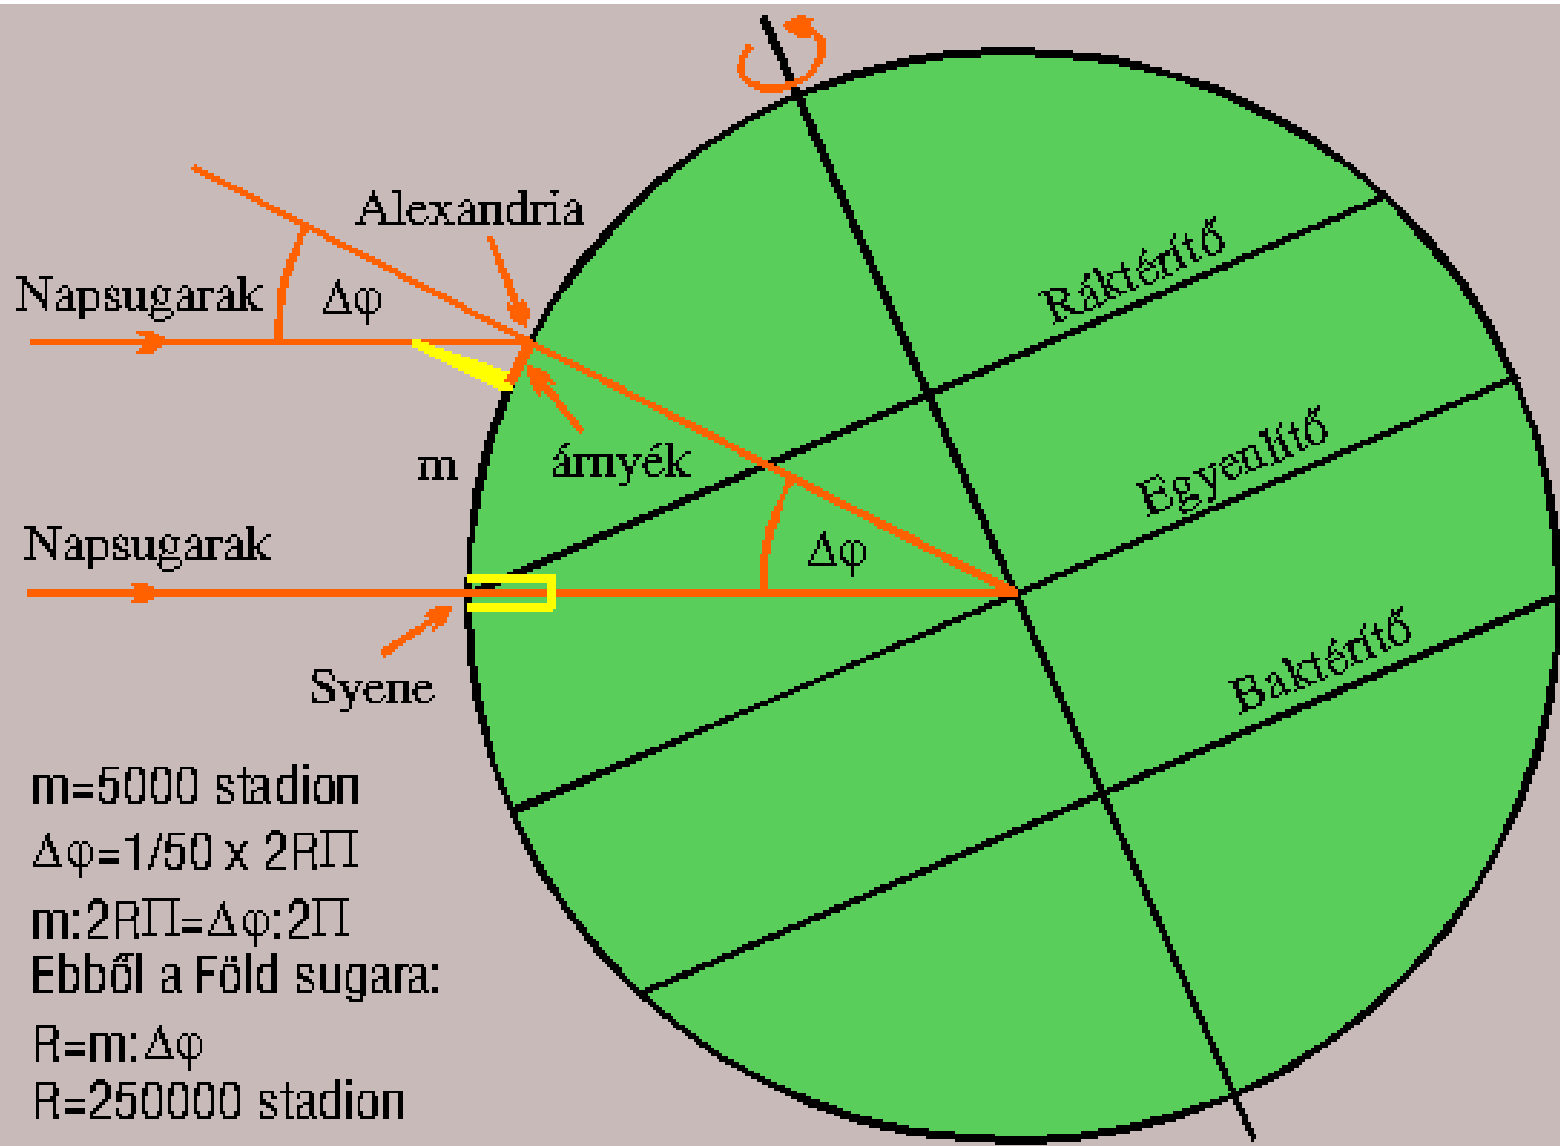 Alexandria
Napsugarak
Δφ
Ráktérítő
árnyék
m
Egyenlítő
Napsugarak
Δφ
Syene
Baktérítő
m=5000 stadion
Δφ=1/50 x 2RΠ
m:2RΠ=Δφ:2Π
Ebből a Föld sugara:
R=m:Δφ
R=250000 stadion